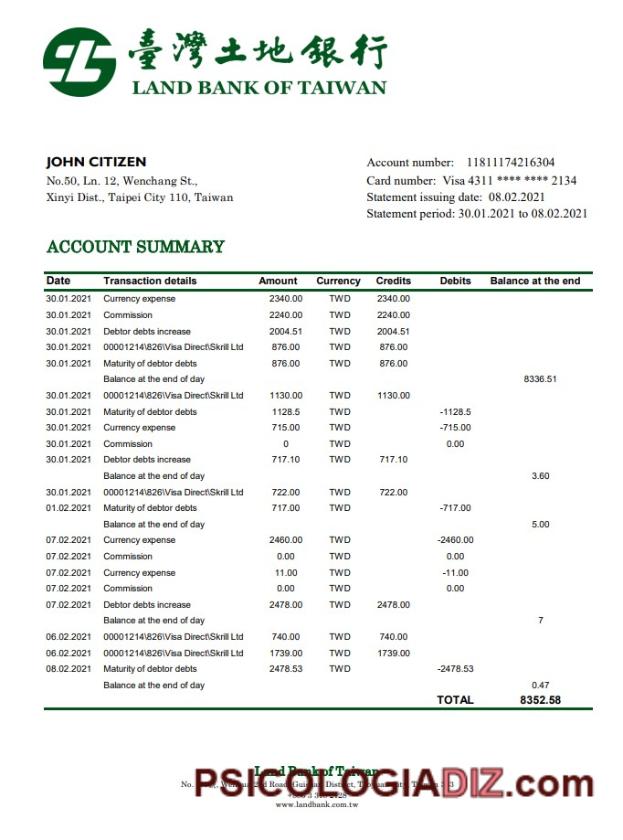 臺灣土地銀行
LAND BANK OF TAIWAN
JOHN CITIZEN
No.50, Ln. 12, Wenchang St.,
Xinyi Dist., Taipei City 110, Taiwan
Account number: 11811174216304
Card number: Visa 4311 **** **** 2134
Statement issuing date: 08.02.2021
Statement period: 30.01.2021 to 08.02.2021
ACCOUNT SUMMARY
Date Transaction details Amount Currency Credits Debits Balance at the end
30.01.2021 Currency expense 2340.00 TWD 2340.00
30.01.2021 Commission 2240.00 TWD 2240.00
30.01.2021 Debtor debts increase 2004.51 TWD 2004.51
30.01.2021 00001214\826\Visa Direct\Skrill Ltd 876.00 TWD 876.00
30.01.2021 Maturity of debtor debts 876.00 TWD 876.00
Balance at the end of day 8336.51
30.01.2021 00001214\826\Visa Direct\Skrill Ltd 1130.00 TWD 1130.00
30.01.2021 Maturity of debtor debts 1128.5 TWD -1128.5
30.01.2021 Currency expense 715.00 TWD -715.00
30.01.2021 Commission 0 TWD 0.00
30.01.2021 Debtor debts increase 717.10 TWD 717.10
Balance at the end of day 3.60
30.01.2021 00001214\826\Visa Direct\Skrill Ltd 722.00 TWD 722.00
01.02.2021 Maturity of debtor debts 717.00 TWD -717.00
Balance at the end of day 5.00
07.02.2021 Currency expense 2460.00 TWD -2460.00
07.02.2021 Commission 0.00 TWD 0.00
07.02.2021 Currency expense 11.00 TWD -11.00
07.02.2021 Commission 0.00 TWD 0.00
07.02.2021 Debtor debts increase 2478.00 TWD 2478.00
Balance at the end of day 7
06.02.2021 00001214\826\Visa Direct\Skrill Ltd 740.00 TWD 740.00
06.02.2021 00001214\826\Visa Direct\Skrill Ltd 1739.00 TWD 1739.00
08.02.2021 Maturity of debtor debts 2478.53 TWD -2478.53
Balance at the end of day 0.47
TOTAL 8352.58
Land Bank of Taiwan
PSICOLOGIADIZ.com
www.landbank.com.tw